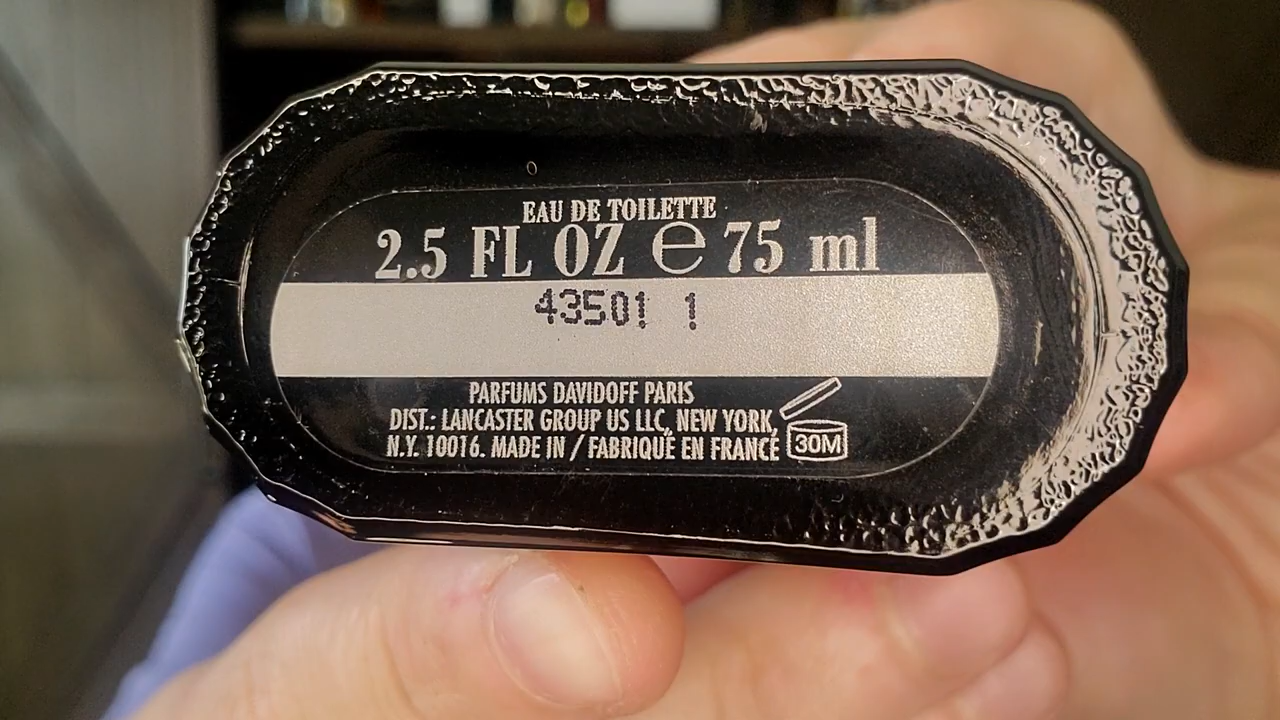 EAU DE TOILETTE
2.5 FL OZ ℮ 75 ml
43501 1
PARFUMS DAVIDOFF PARIS
DIST.: LANCASTER GROUP US LLC, NEW YORK,
N.Y. 10016. MADE IN / FABRIQUÉ EN FRANCE
30M